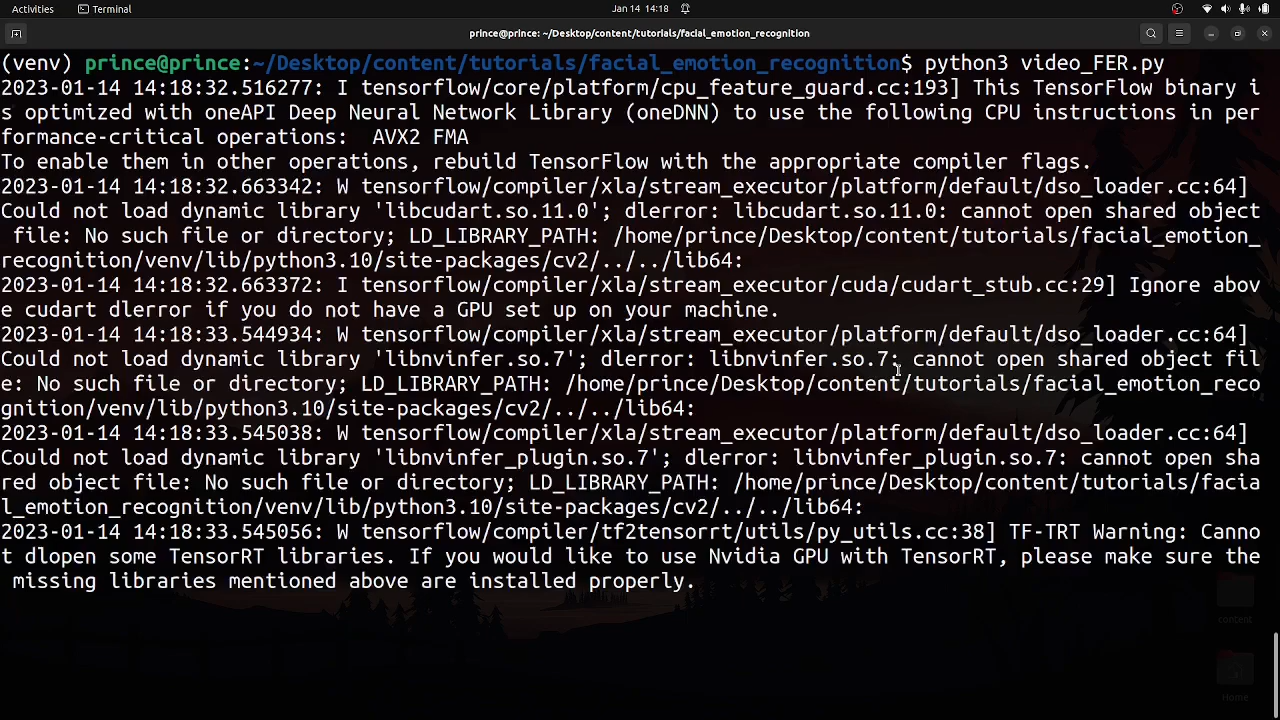 Activities
Terminal
Jan 14 14:18
prince@prince: ~/Desktop/content/tutorials/facial_emotion_recognition
(venv) prince@prince:~/Desktop/content/tutorials/facial_emotion_recognition$ python3 video_FER.py
2023-01-14 14:18:32.516277: I tensorflow/core/platform/cpu_feature_guard.cc:193] This TensorFlow binary i
s optimized with oneAPI Deep Neural Network Library (oneDNN) to use the following CPU instructions in per
formance-critical operations:  AVX2 FMA
To enable them in other operations, rebuild TensorFlow with the appropriate compiler flags.
2023-01-14 14:18:32.663342: W tensorflow/compiler/xla/stream_executor/platform/default/dso_loader.cc:64]
Could not load dynamic library 'libcudart.so.11.0'; dlerror: libcudart.so.11.0: cannot open shared object
 file: No such file or directory; LD_LIBRARY_PATH: /home/prince/Desktop/content/tutorials/facial_emotion_
recognition/venv/lib/python3.10/site-packages/cv2/../../lib64:
2023-01-14 14:18:32.663372: I tensorflow/compiler/xla/stream_executor/cuda/cudart_stub.cc:29] Ignore abov
e cudart dlerror if you do not have a GPU set up on your machine.
2023-01-14 14:18:33.544934: W tensorflow/compiler/xla/stream_executor/platform/default/dso_loader.cc:64]
Could not load dynamic library 'libnvinfer.so.7'; dlerror: libnvinfer.so.7: cannot open shared object fil
e: No such file or directory; LD_LIBRARY_PATH: /home/prince/Desktop/content/tutorials/facial_emotion_reco
gnition/venv/lib/python3.10/site-packages/cv2/../../lib64:
2023-01-14 14:18:33.545038: W tensorflow/compiler/xla/stream_executor/platform/default/dso_loader.cc:64]
Could not load dynamic library 'libnvinfer_plugin.so.7'; dlerror: libnvinfer_plugin.so.7: cannot open sha
red object file: No such file or directory; LD_LIBRARY_PATH: /home/prince/Desktop/content/tutorials/facia
l_emotion_recognition/venv/lib/python3.10/site-packages/cv2/../../lib64:
2023-01-14 14:18:33.545056: W tensorflow/compiler/tf2tensorrt/utils/py_utils.cc:38] TF-TRT Warning: Canno
t dlopen some TensorRT libraries. If you would like to use Nvidia GPU with TensorRT, please make sure the
 missing libraries mentioned above are installed properly.
content
Home